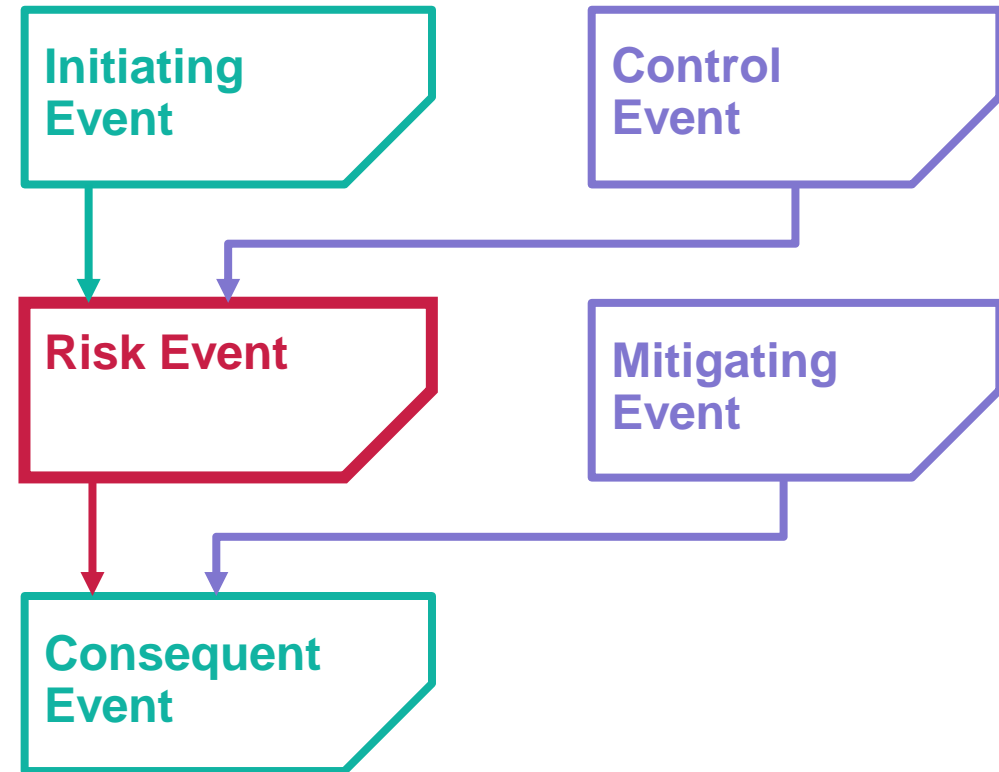 Initiating
Event
Control
Event
Risk Event
Mitigating
Event
Consequent
Event